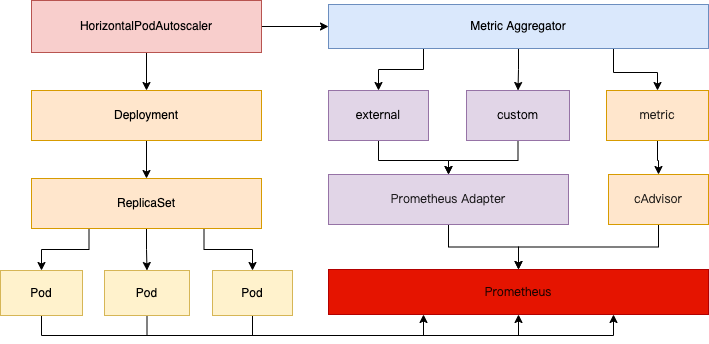 HorizontalPodAutoscaler
Metric Aggregator
Deployment
external
custom
metric
ReplicaSet
Prometheus Adapter
cAdvisor
Pod
Pod
Pod
Prometheus